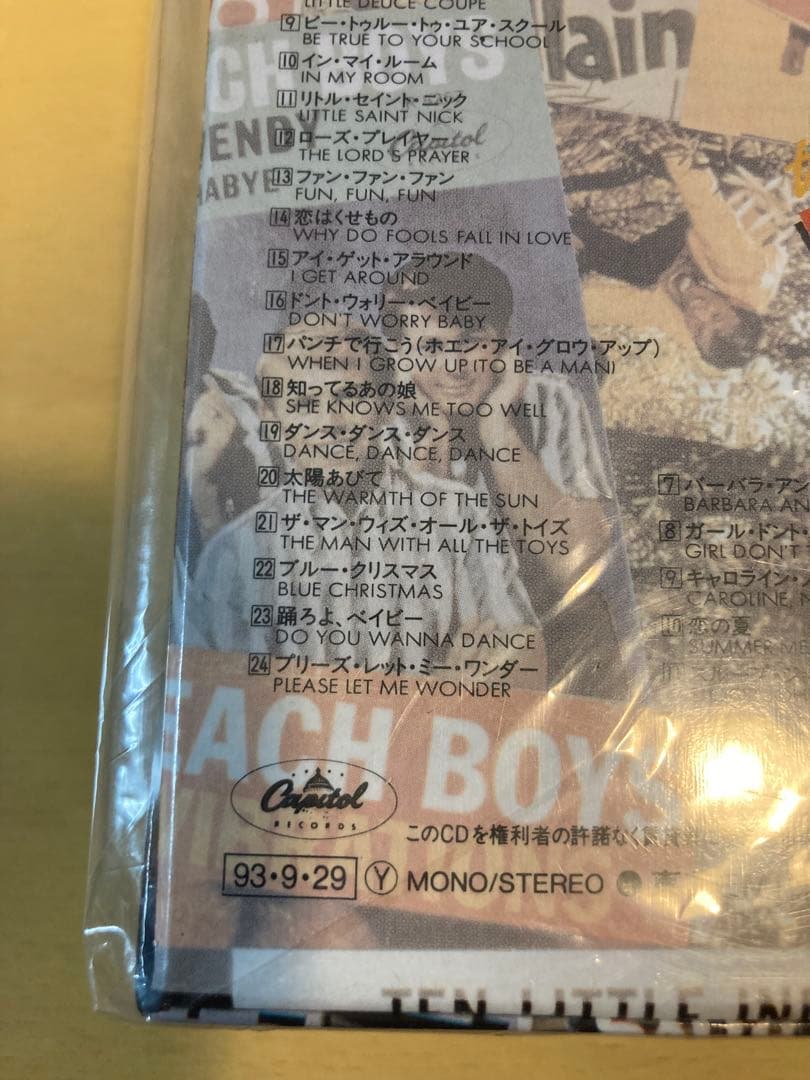 LITTLE DEUCE COUPE
9 ビー・トゥルー・トゥ・ユア・スクール
BE TRUE TO YOUR SCHOOL
10 イン・マイ・ルーム
IN MY ROOM
11 リトル・セイント・ニック
LITTLE SAINT NICK
12 ローズ・プレイヤー
THE LORD'S PRAYER
13 ファン・ファン・ファン
FUN, FUN, FUN
14 恋はくせもの
WHY DO FOOLS FALL IN LOVE
15 アイ・ゲット・アラウンド
I GET AROUND
16 ドント・ウォリー・ベイビー
DON'T WORRY BABY
17 パンチで行こう(ホエン・アイ・グロウ・アップ)
WHEN I GROW UP (TO BE A MAN)
18 知ってるあの娘
SHE KNOWS ME TOO WELL
19 ダンス・ダンス・ダンス
DANCE, DANCE, DANCE
20 太陽あびて
THE WARMTH OF THE SUN
21 ザ・マン・ウィズ・オール・ザ・トイズ
THE MAN WITH ALL THE TOYS
22 ブルー・クリスマス
BLUE CHRISTMAS
23 踊ろよ、ベイビー
DO YOU WANNA DANCE
24 プリーズ・レット・ミー・ワンダー
PLEASE LET ME WONDER
7 バーバラ・アン
BARBARA AN
8 ガール・ドント・
GIRL DON'T
9 キャロライン・
CAROLINE, N
10 恋の夏
SUMMER ME
lain
ENDY
Capitol
ABYE
EACH BOYS
Capitol
RECORDS
このCDを権利者の許諾なく賃貸
93・9・29 Y MONO/STEREO
TEN LITTLE IN